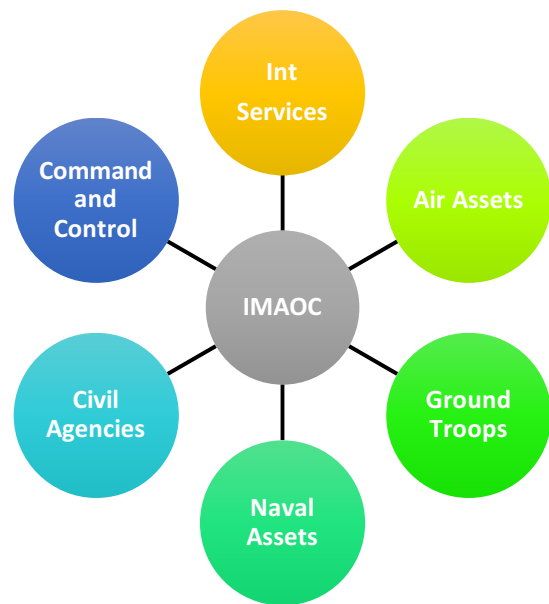 Int
Services
Command
and
Control
Air Assets
IMAOC
Civil
Agencies
Ground
Troops
Naval
Assets